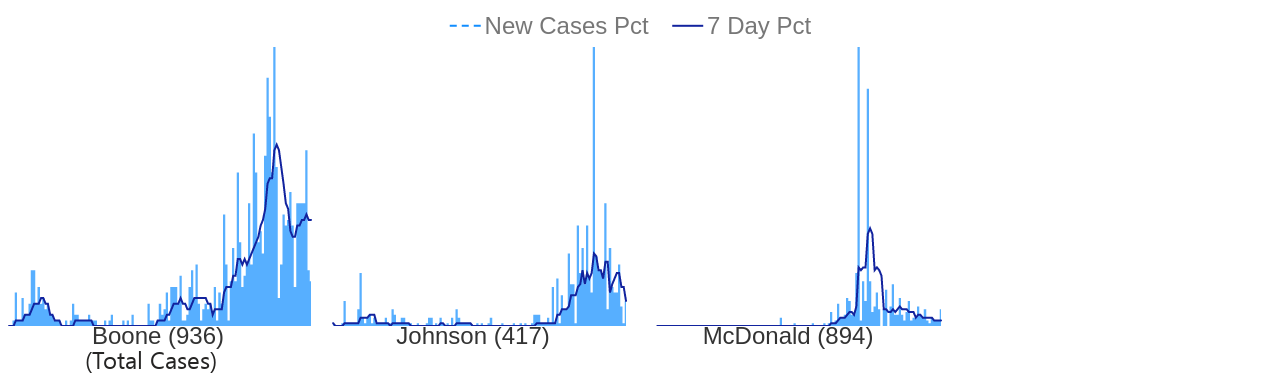 New Cases Pct 7 Day Pct
Boone (936) Johnson (417) McDonald (894)
(Total Cases)